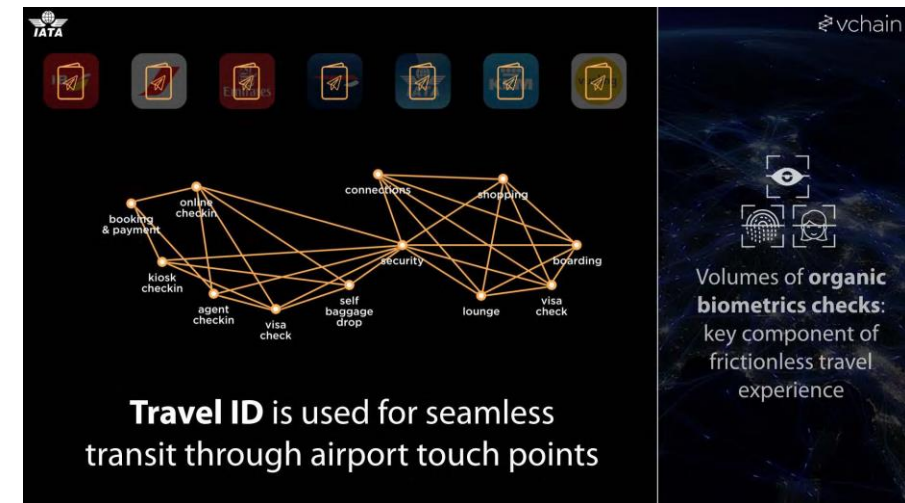 IATA
vchain
Emirates
connections
shopping
online
checkin
booking
& payment
security
boarding
kiosk
checkin
agent
checkin
visa
check
self
baggage
drop
lounge
visa
check
Volumes of organic
biometrics checks:
key component of
frictionless travel
experience
Travel ID is used for seamless
transit through airport touch points